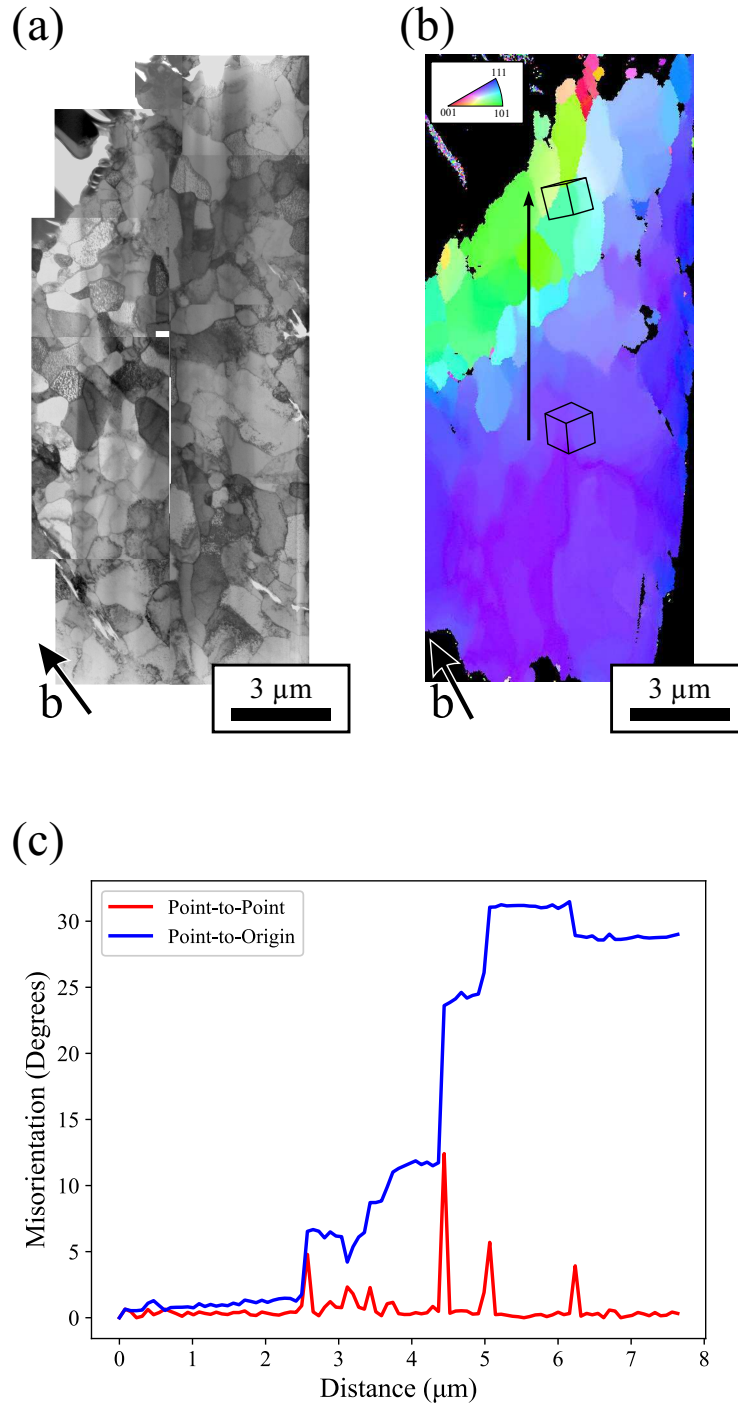 (a)
(b)
111
001
101
b
3 μm
b
3 μm
(c)
Point-to-Point
Point-to-Origin
Misorientation (Degrees)
30
25
20
15
10
5
0
0 1 2 3 4 5 6 7 8
Distance (μm)